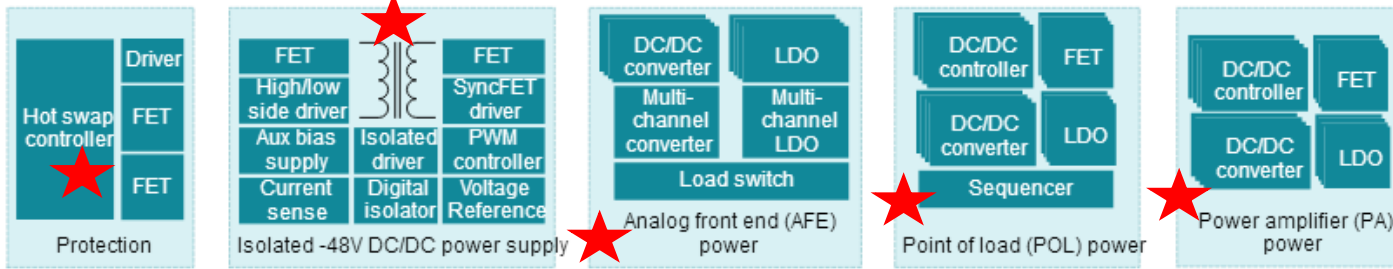 Driver
Hot swap
controller
FET
FET
Protection
FET
High/low
side driver
Aux bias
supply
Current
sense
Isolated
driver
Digital
isolator
FET
SyncFET
driver
PWM
controller
Voltage
Reference
Isolated -48V DC/DC power supply
DC/DC
converter
LDO
Multi-
channel
converter
Multi-
channel
LDO
Load switch
Analog front end (AFE)
power
DC/DC
controller
FET
DC/DC
converter
LDO
Sequencer
Point of load (POL) power
DC/DC
controller
FET
DC/DC
converter
LDO
Power amplifier (PA)
power